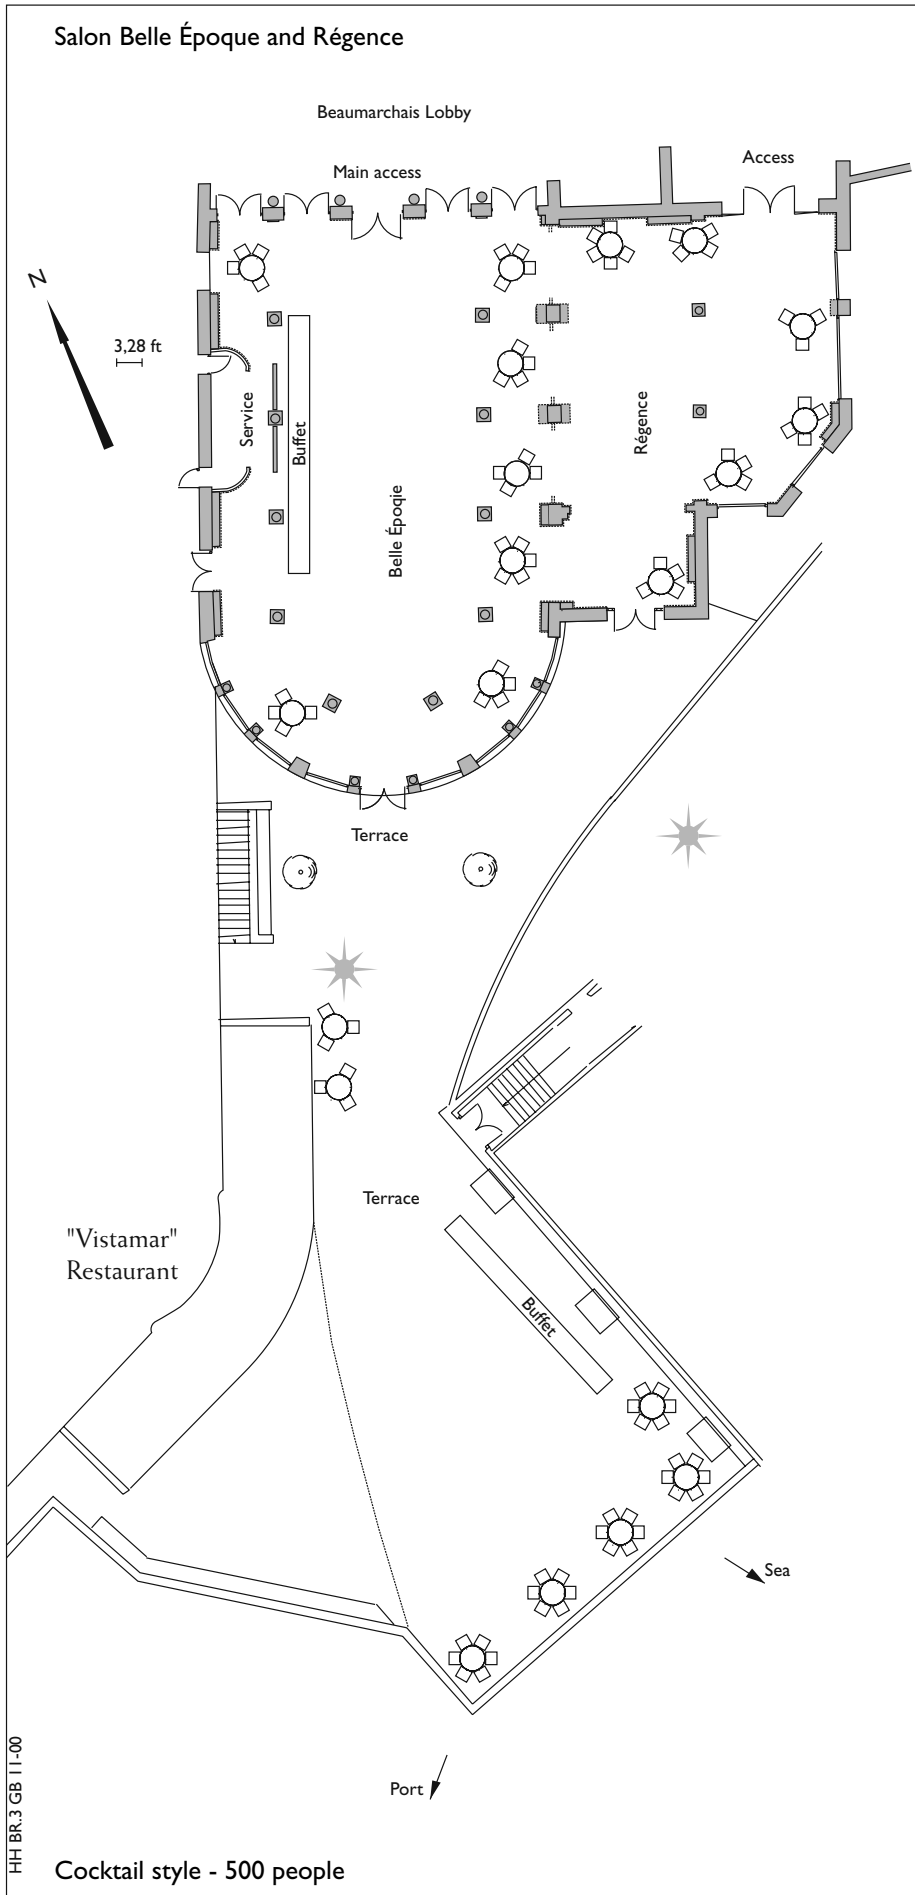 Salon Belle Époque and Régence
Beaumarchais Lobby
Main access
Access
N
3,28 ft
Service
Buffet
Belle Époqie
Régence
Terrace
Terrace
"Vistamar"
Restaurant
Buffet
Sea
Port
HH BR.3 GB 11-00
Cocktail style - 500 people